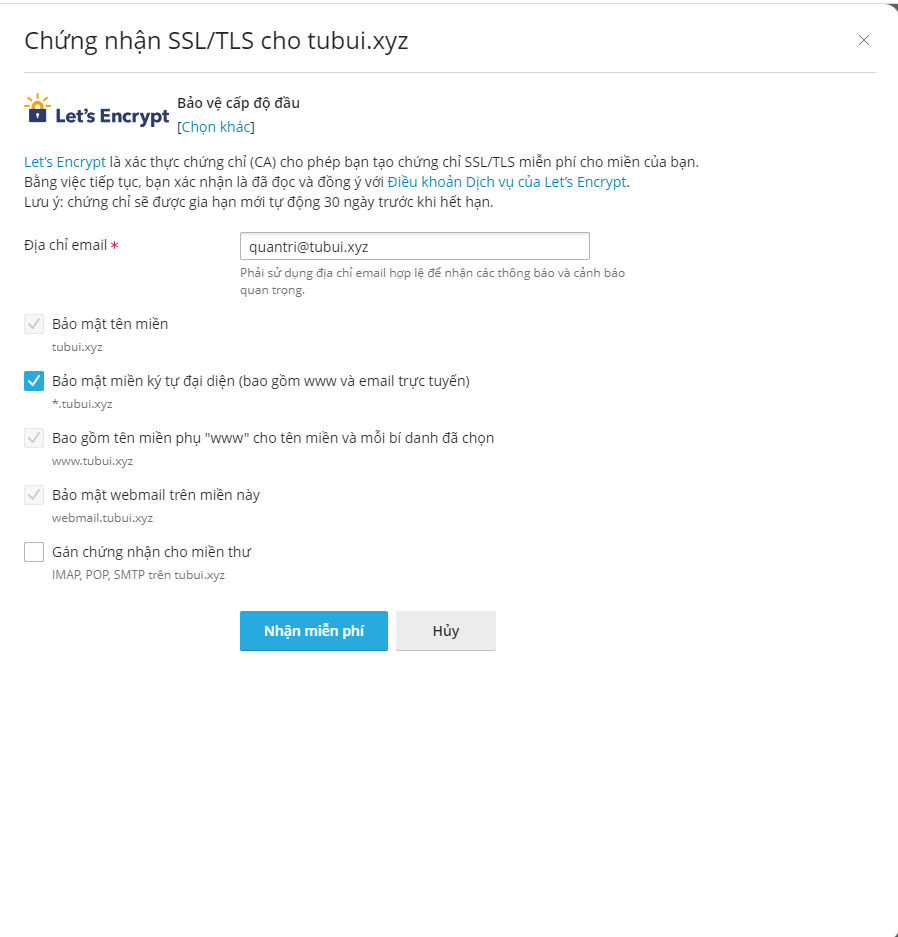 Chứng nhận SSL/TLS cho tubui.xyz
Let's Encrypt
Bảo vệ cấp độ đầu
[Chọn khác]
Let's Encrypt là xác thực chứng chỉ (CA) cho phép bạn tạo chứng chỉ SSL/TLS miễn phí cho miền của bạn.
Bằng việc tiếp tục, bạn xác nhận là đã đọc và đồng ý với Điều khoản Dịch vụ của Let's Encrypt.
Lưu ý: chứng chỉ sẽ được gia hạn mới tự động 30 ngày trước khi hết hạn.
Địa chỉ email *
quantri@tubui.xyz
Phải sử dụng địa chỉ email hợp lệ để nhận các thông báo và cảnh báo
quan trọng.
Bảo mật tên miền
tubui.xyz
Bảo mật miền ký tự đại diện (bao gồm www và email trực tuyến)
*.tubui.xyz
Bao gồm tên miền phụ "www" cho tên miền và mỗi bí danh đã chọn
www.tubui.xyz
Bảo mật webmail trên miền này
webmail.tubui.xyz
Gán chứng nhận cho miền thư
IMAP, POP, SMTP trên tubui.xyz
Nhận miễn phí
Hủy